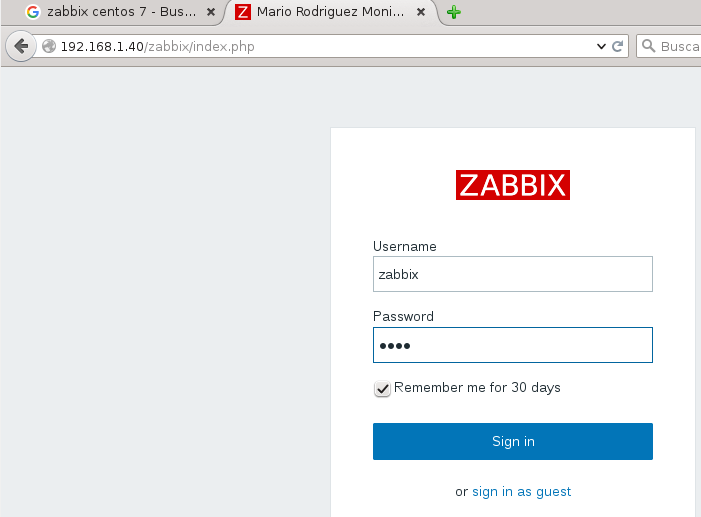 zabbix centos 7 - Bus...
Mario Rodriguez Moni...
192.168.1.40/zabbix/index.php
Busca
ZABBIX
Username
zabbix
Password
••••
Remember me for 30 days
Sign in
or sign in as guest